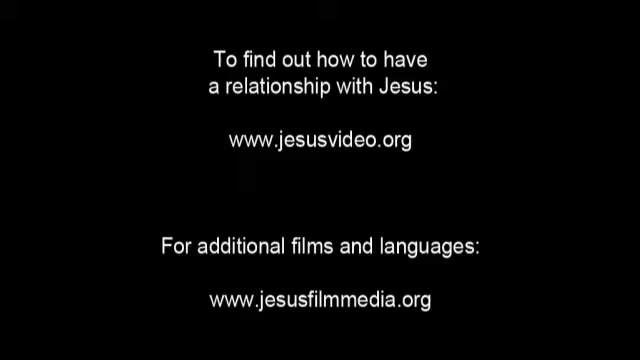 To find out how to have
a relationship with Jesus:
www.jesusvideo.org
For additional films and languages:
www.jesusfilmmedia.org